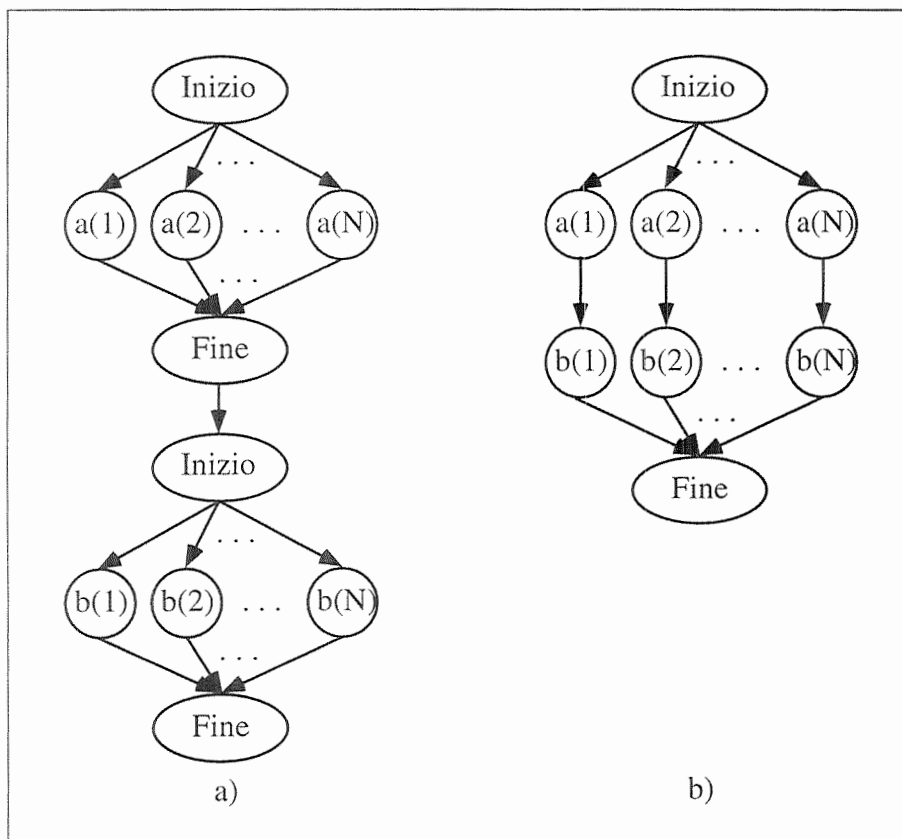 Inizio
. . .
a(1) a(2) . . . a(N)
. . .
Fine
Inizio
. . .
b(1) b(2) . . . b(N)
. . .
Fine
a)
Inizio
. . .
a(1) a(2) . . . a(N)
b(1) b(2) . . . b(N)
. . .
Fine
b)